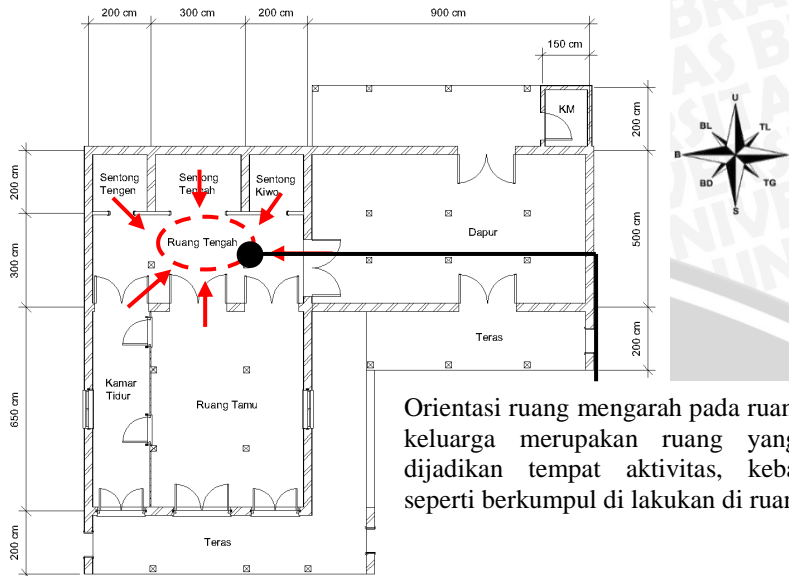 200 cm 300 cm 200 cm 900 cm
150 cm
KM
200 cm
U
BL TL
B
BD TG
S
200 cm
Sentong Tengen
Sentong Tengah
Sentong Kiwo
300 cm
Ruang Tengah
Dapur
500 cm
Teras
200 cm
650 cm
Kamar Tidur
Ruang Tamu
200 cm
Teras
Orientasi ruang mengarah pada
keluarga merupakan ruang yang
dijadikan tempat aktivitas,
seperti berkumpul di lakukan di